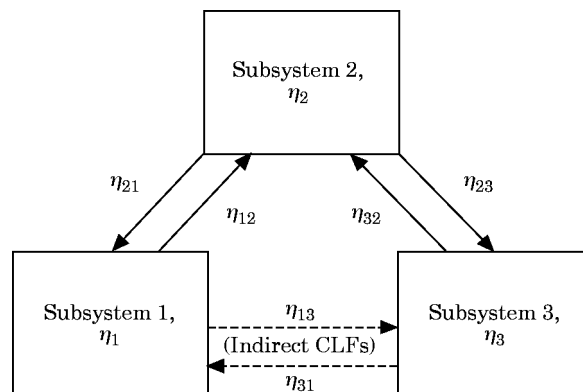 Subsystem 2,
η₂
η₂₁
η₁₂
η₃₂
η₂₃
Subsystem 1,
η₁
η₁₃
(Indirect CLFs)
η₃₁
Subsystem 3,
η₃